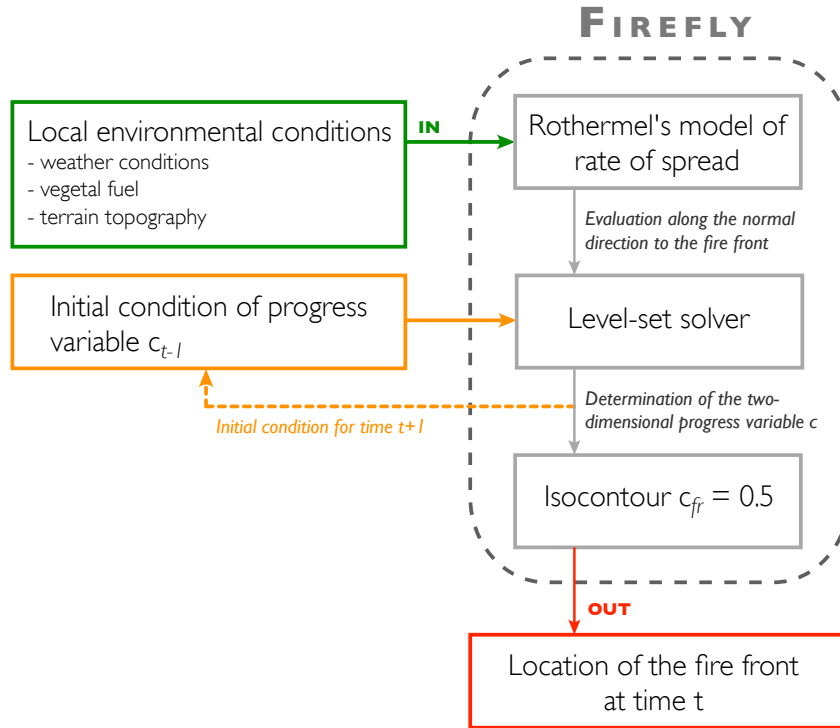 FIREFLY
Local environmental conditions
- weather conditions
- vegetal fuel
- terrain topography
IN
Rothermel's model of
rate of spread
Evaluation along the normal
direction to the fire front
Initial condition of progress
variable c_{t-1}
Level-set solver
Determination of the two-
dimensional progress variable c
Initial condition for time t+1
Isocontour c_{fr} = 0.5
OUT
Location of the fire front
at time t